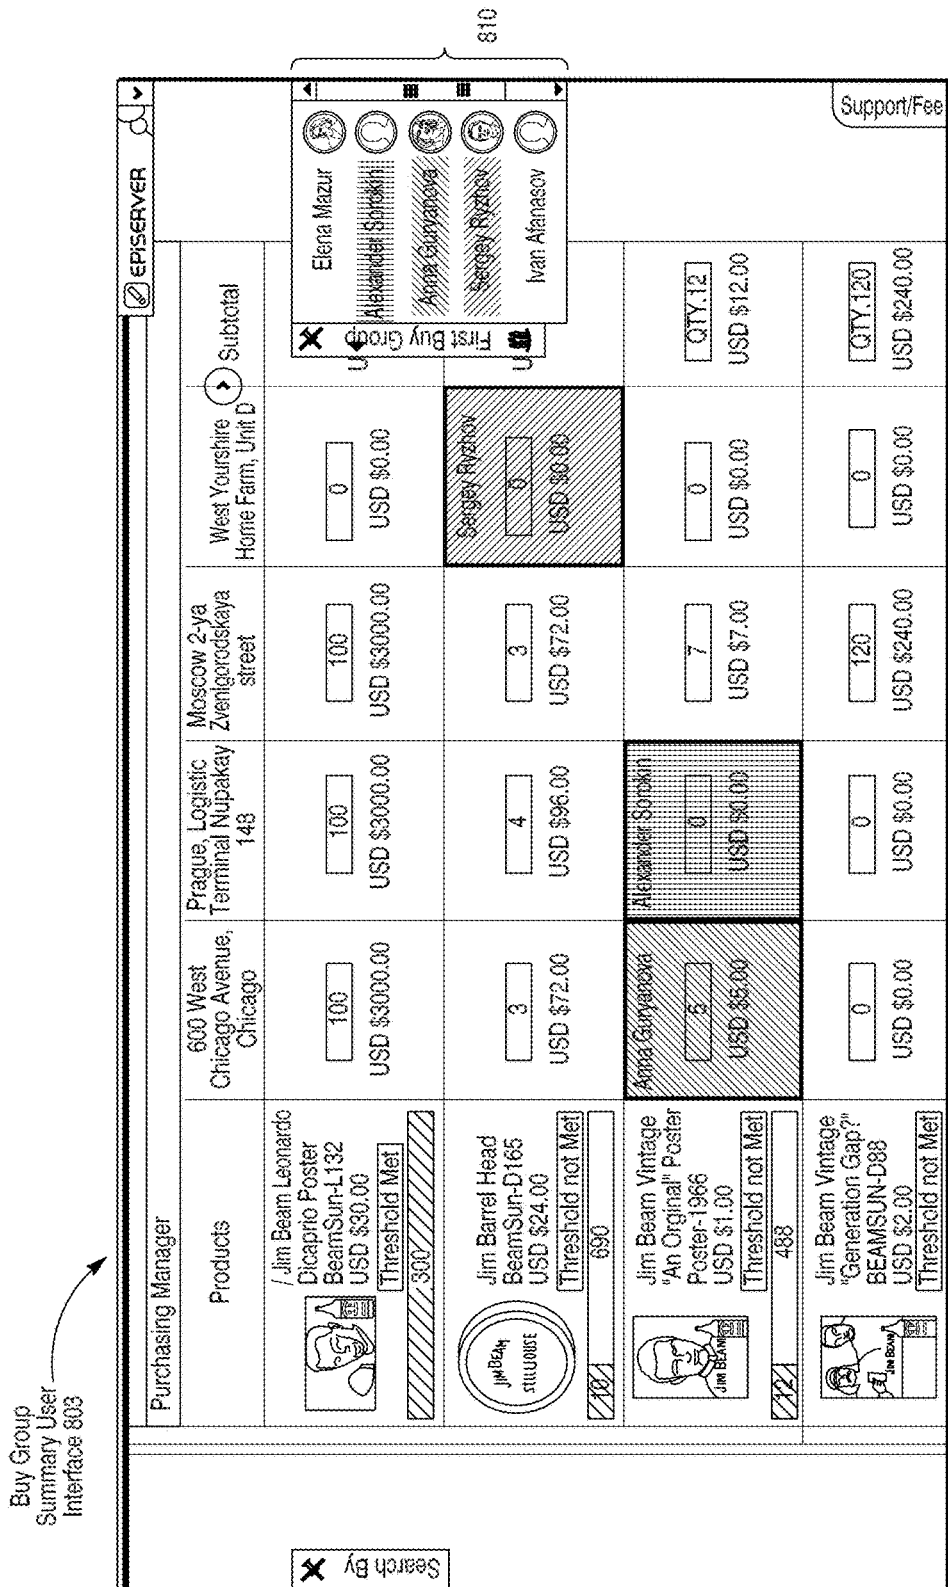 Buy Group
Summary User
Interface 803
EPISERVER
Purchasing Manager
Products
600 West
Chicago Avenue,
Chicago
Prague, Logistic
Terminal Nupakay
148
Moscow 2-ya
Zvenigorodskaya
street
West Yourshire
Home Farm, Unit D
Subtotal
/ Jim Beam Leonardo
Dicaprio Poster
BeamSun-L132
USD $30.00
Threshold Met
300
100
USD $3000.00
100
USD $3000.00
100
USD $3000.00
0
USD $0.00
U
Jim Barrel Head
BeamSun-D165
USD $24.00
Threshold not Met
10
690
JIM BEAM
STILLHOUSE
3
USD $72.00
4
USD $96.00
3
USD $72.00
Sergey Ryzhov
0
USD $0.00
U
Jim Beam Vintage
"An Orginal" Poster
Poster-1966
USD $1.00
Threshold not Met
12
488
JIM BEAM
Anna Guryanova
5
USD $5.00
Alexander Sorokin
0
USD $0.00
7
USD $7.00
0
USD $0.00
QTY.12
USD $12.00
Jim Beam Vintage
"Generation Gap?"
BEAMSUN-D88
USD $2.00
Threshold not Met
JIM BEAM
0
USD $0.00
0
USD $0.00
120
USD $240.00
0
USD $0.00
QTY.120
USD $240.00
First Buy Group
Elena Mazur
Alexander Sorokin
Anna Guryanova
Sergey Ryzhov
Ivan Afanasov
810
Support/Fee
Search By